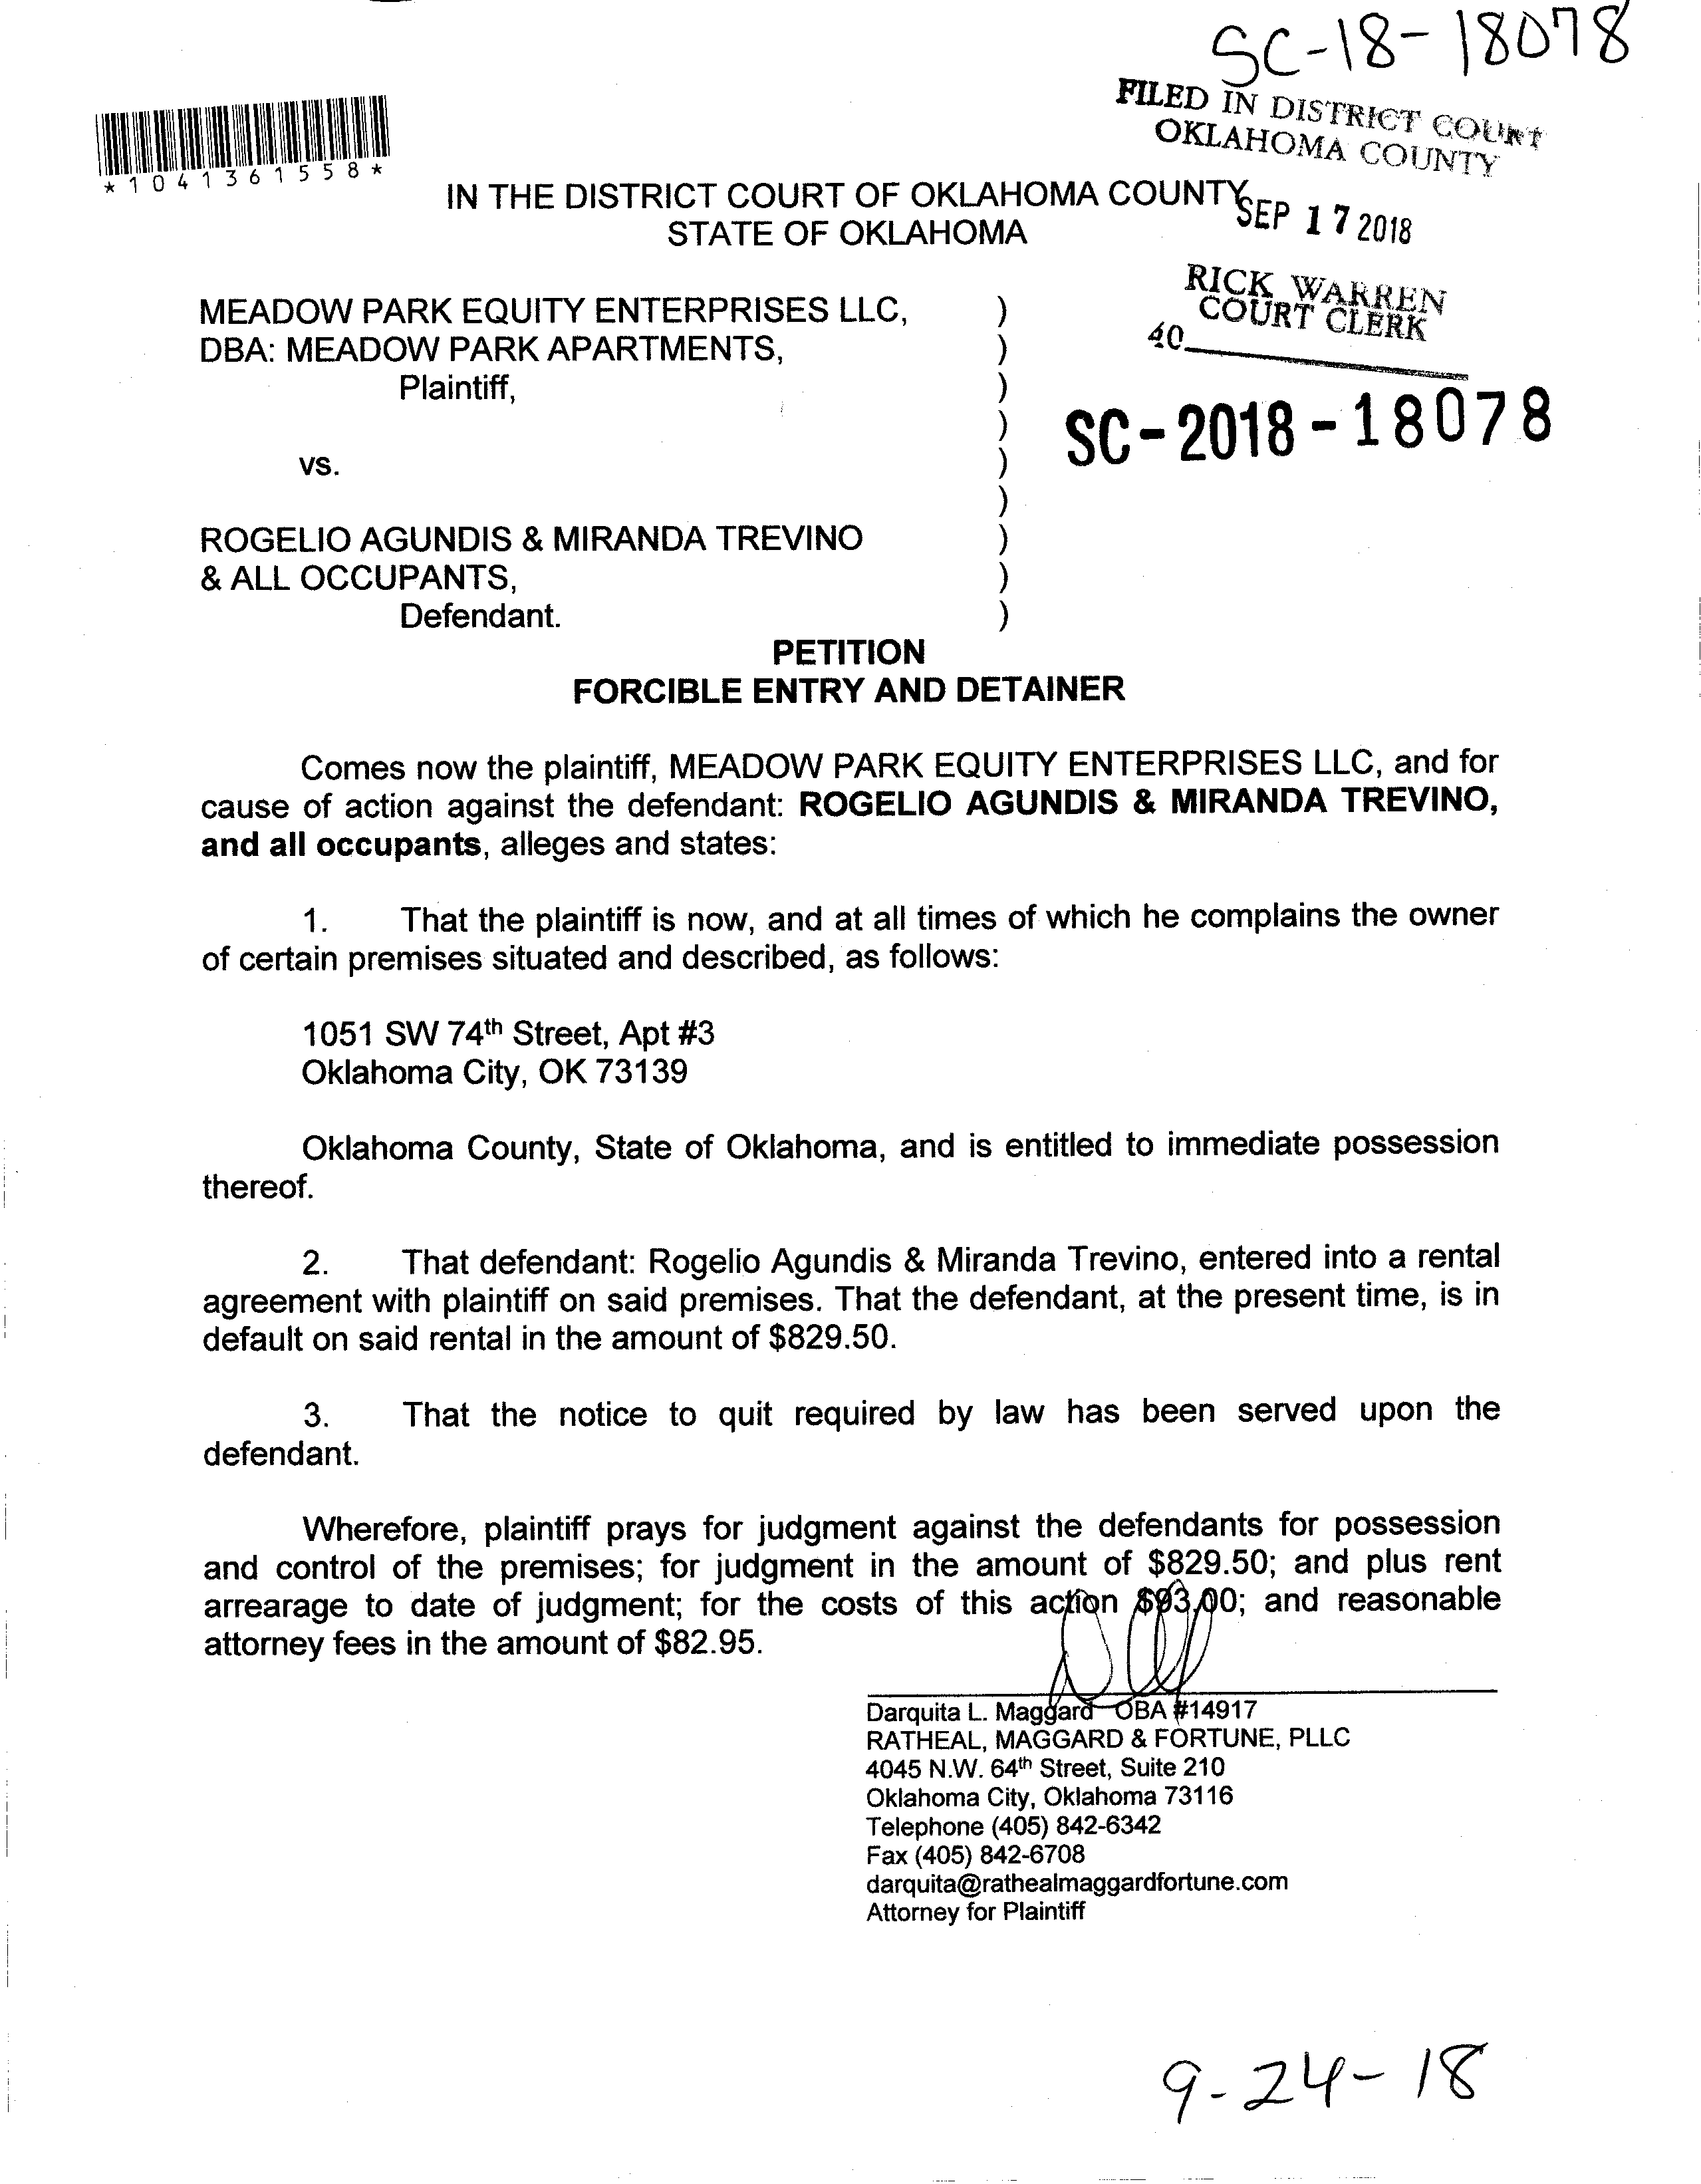 SC-18-18078
FILED IN DISTRICT COURT
OKLAHOMA COUNTY
*1041361558*
IN THE DISTRICT COURT OF OKLAHOMA COUNTY
STATE OF OKLAHOMA
SEP 17 2018
RICK WARREN
COURT CLERK
40
MEADOW PARK EQUITY ENTERPRISES LLC, )
DBA: MEADOW PARK APARTMENTS, )
Plaintiff, )
)
SC-2018-18078
vs. )
)
ROGELIO AGUNDIS & MIRANDA TREVINO )
& ALL OCCUPANTS, )
Defendant. )
PETITION
FORCIBLE ENTRY AND DETAINER
Comes now the plaintiff, MEADOW PARK EQUITY ENTERPRISES LLC, and for
cause of action against the defendant: ROGELIO AGUNDIS & MIRANDA TREVINO,
and all occupants, alleges and states:
1. That the plaintiff is now, and at all times of which he complains the owner
of certain premises situated and described, as follows:
1051 SW 74th Street, Apt #3
Oklahoma City, OK 73139
Oklahoma County, State of Oklahoma, and is entitled to immediate possession
thereof.
2. That defendant: Rogelio Agundis & Miranda Trevino, entered into a rental
agreement with plaintiff on said premises. That the defendant, at the present time, is in
default on said rental in the amount of $829.50.
3. That the notice to quit required by law has been served upon the
defendant.
Wherefore, plaintiff prays for judgment against the defendants for possession
and control of the premises; for judgment in the amount of $829.50; and plus rent
arrearage to date of judgment; for the costs of this action $93.00; and reasonable
attorney fees in the amount of $82.95.
Darquita L. Maggard OBA #14917
RATHEAL, MAGGARD & FORTUNE, PLLC
4045 N.W. 64th Street, Suite 210
Oklahoma City, Oklahoma 73116
Telephone (405) 842-6342
Fax (405) 842-6708
darquita@rathealmaggardfortune.com
Attorney for Plaintiff
9-24-18